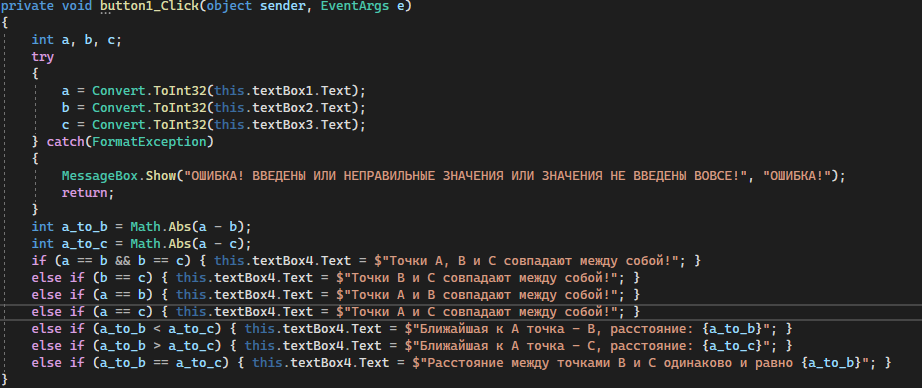 private void button1_Click(object sender, EventArgs e)
{
int a, b, c;
try
{
a = Convert.ToInt32(this.textBox1.Text);
b = Convert.ToInt32(this.textBox2.Text);
c = Convert.ToInt32(this.textBox3.Text);
} catch(FormatException)
{
MessageBox.Show("ОШИБКА! ВВЕДЕНЫ ИЛИ НЕПРАВИЛЬНЫЕ ЗНАЧЕНИЯ ИЛИ ЗНАЧЕНИЯ НЕ ВВЕДЕНЫ ВОВСЕ!", "ОШИБКА!");
return;
}
int a_to_b = Math.Abs(a - b);
int a_to_c = Math.Abs(a - c);
if (a == b && b == c) { this.textBox4.Text = $"Точки A, B и C совпадают между собой!"; }
else if (b == c) { this.textBox4.Text = $"Точки B и C совпадают между собой!"; }
else if (a == b) { this.textBox4.Text = $"Точки A и B совпадают между собой!"; }
else if (a == c) { this.textBox4.Text = $"Точки A и C совпадают между собой!"; }
else if (a_to_b < a_to_c) { this.textBox4.Text = $"Ближайшая к A точка - B, расстояние: {a_to_b}"; }
else if (a_to_b > a_to_c) { this.textBox4.Text = $"Ближайшая к A точка - C, расстояние: {a_to_c}"; }
else if (a_to_b == a_to_c) { this.textBox4.Text = $"Расстояние между точками B и C одинаково и равно {a_to_b}"; }
}